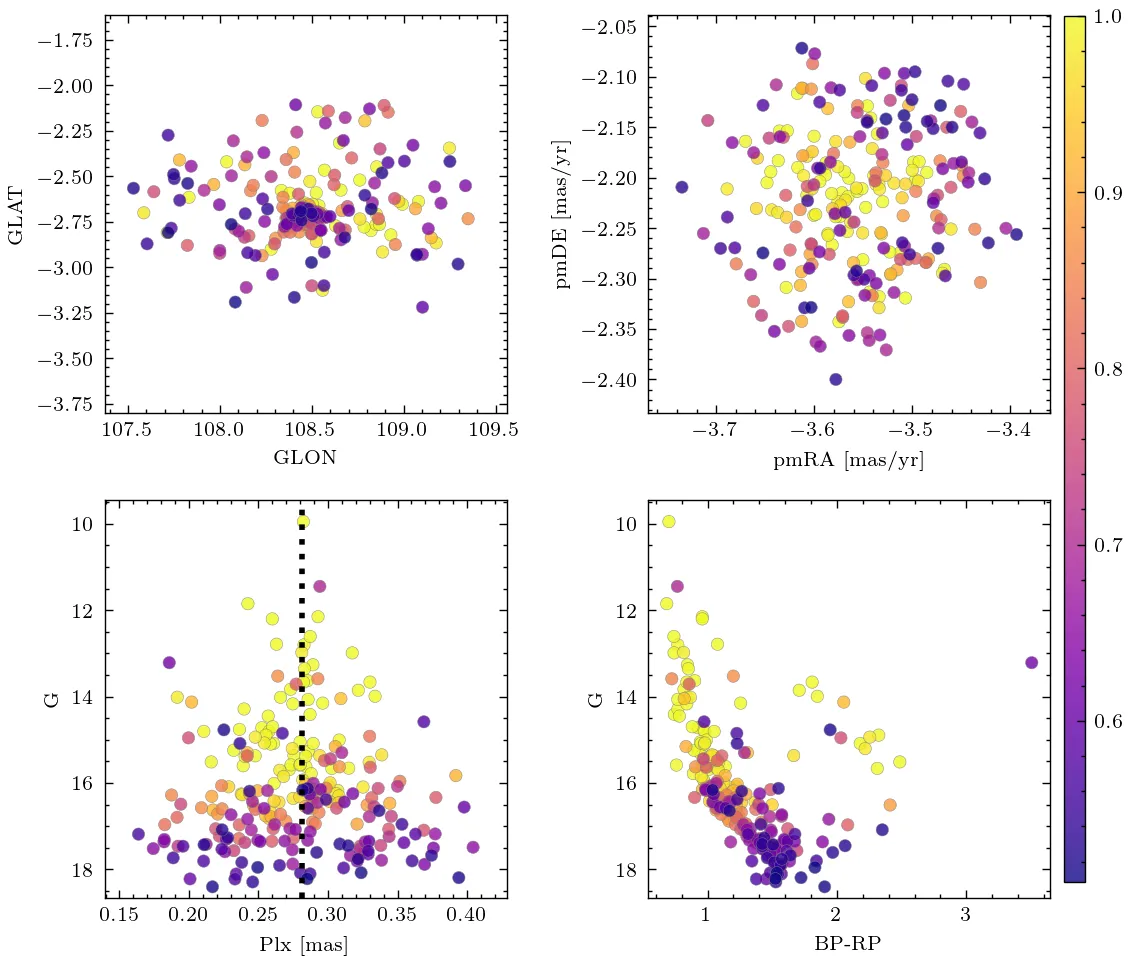 −1.75
−2.00
−2.25
−2.50
−2.75
−3.00
−3.25
−3.50
−3.75
GLAT
107.5 108.0 108.5 109.0 109.5
GLON
−2.05
−2.10
−2.15
−2.20
−2.25
−2.30
−2.35
−2.40
pmDE [mas/yr]
−3.7 −3.6 −3.5 −3.4
pmRA [mas/yr]
1.0
0.9
0.8
0.7
0.6
10
12
14
16
18
G
0.15 0.20 0.25 0.30 0.35 0.40
Plx [mas]
10
12
14
16
18
G
1 2 3
BP-RP